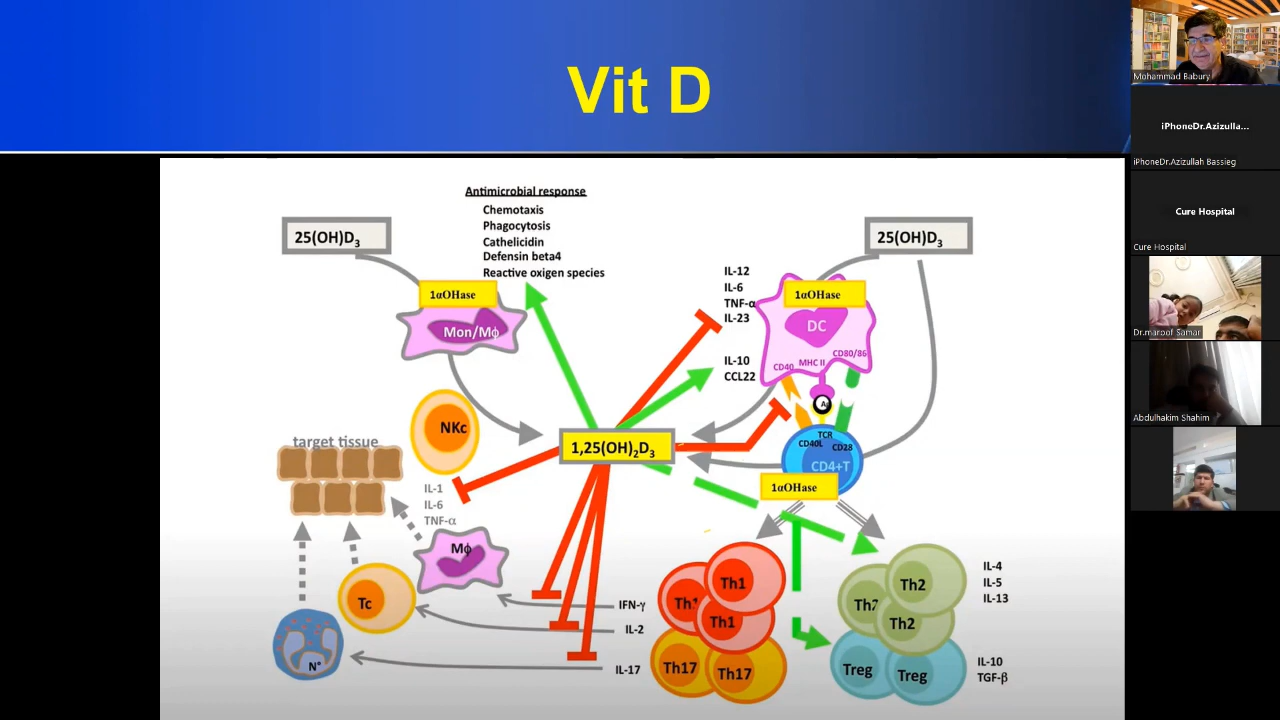 Vit D
Antimicrobial response
Chemotaxis
Phagocytosis
Cathelicidin
Defensin beta4
Reactive oxigen species
25(OH)D3
25(OH)D3
1αOHase
Mon/Mɸ
IL-12
IL-6
TNF-α
IL-23
1αOHase
DC
CD40
MHC II
CD80/86
IL-10
CCL22
NKc
1,25(OH)2D3
TCR
CD40L
CD28
CD4+T
1αOHase
target tissue
IL-1
IL-6
TNF-α
Mɸ
Tc
N°
IFN-γ
IL-2
IL-17
Th1
Th1
Th1
Th17
Th17
Th2
Th2
Th2
Treg
Treg
IL-4
IL-5
IL-13
IL-10
TGF-β
Mohammad Babury
iPhoneDr.Azizulla...
iPhoneDr.Azizullah Bassieg
Cure Hospital
Cure Hospital
Dr.maroof Samar
Abdulhakim Shahim